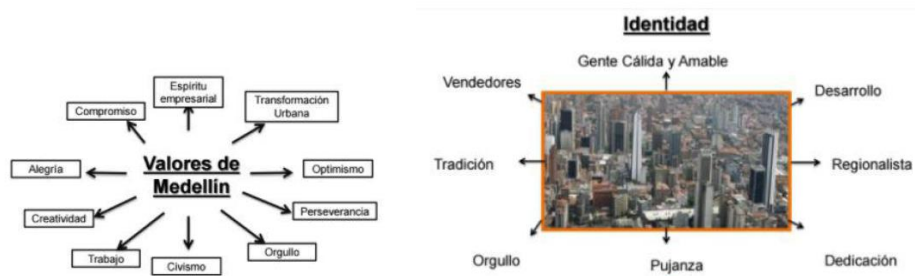 Espíritu
empresarial
Compromiso
Transformación
Urbana
Alegría
Valores de
Medellín
Optimismo
Creatividad
Perseverancia
Trabajo
Civismo
Orgullo
Identidad
Gente Cálida y Amable
Vendedores
Desarrollo
Tradición
Regionalista
Orgullo
Pujanza
Dedicación